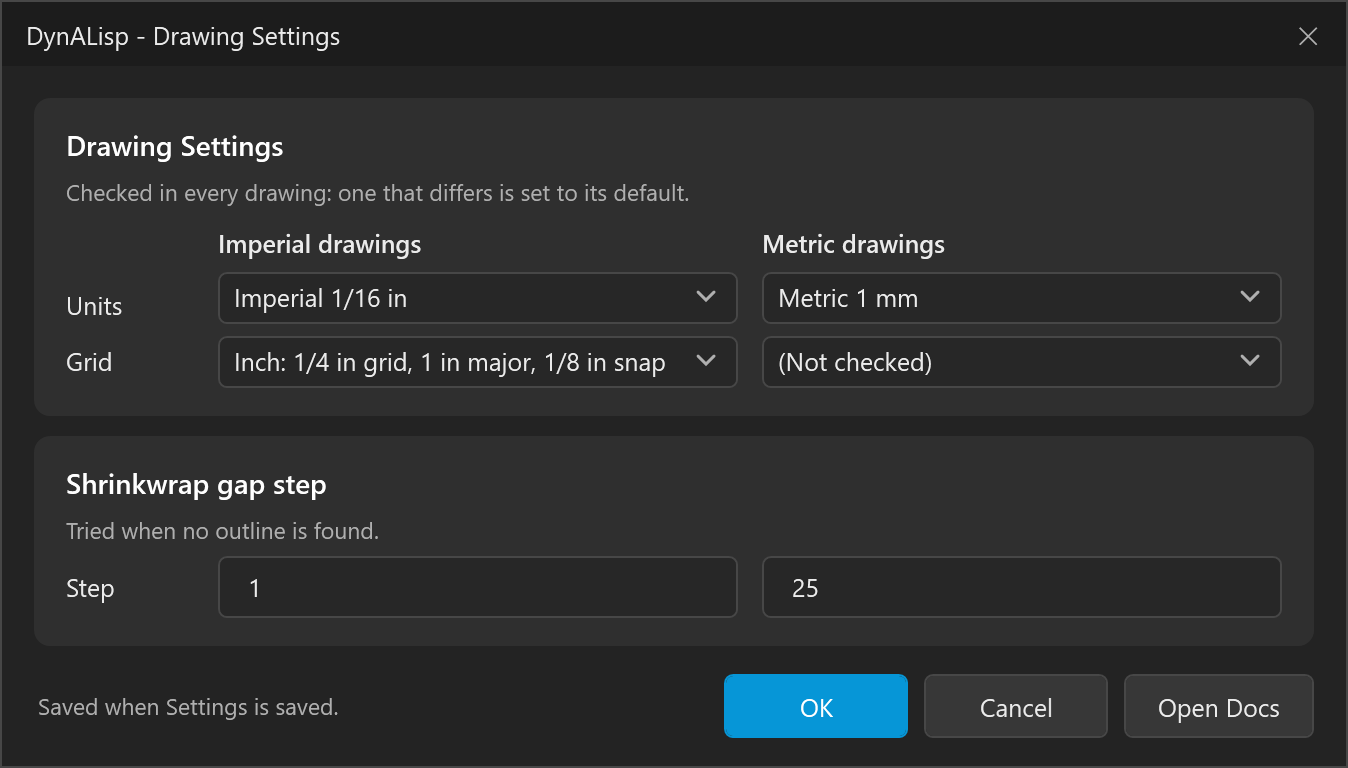 DynALisp - Drawing Settings
Drawing Settings
Checked in every drawing: one that differs is set to its default.
Imperial drawings Metric drawings
Units Imperial 1/16 in Metric 1 mm
Grid Inch: 1/4 in grid, 1 in major, 1/8 in snap (Not checked)
Shrinkwrap gap step
Tried when no outline is found.
Step 1 25
Saved when Settings is saved. OK Cancel Open Docs